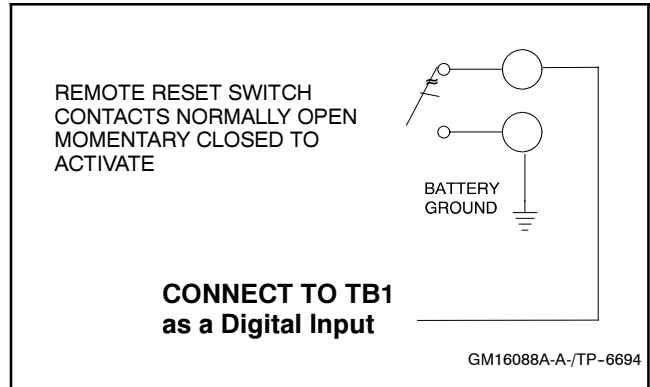 REMOTE RESET SWITCH
CONTACTS NORMALLY OPEN
MOMENTARY CLOSED TO
ACTIVATE
BATTERY
GROUND
CONNECT TO TB1
as a Digital Input
GM16088A-A-/TP-6694